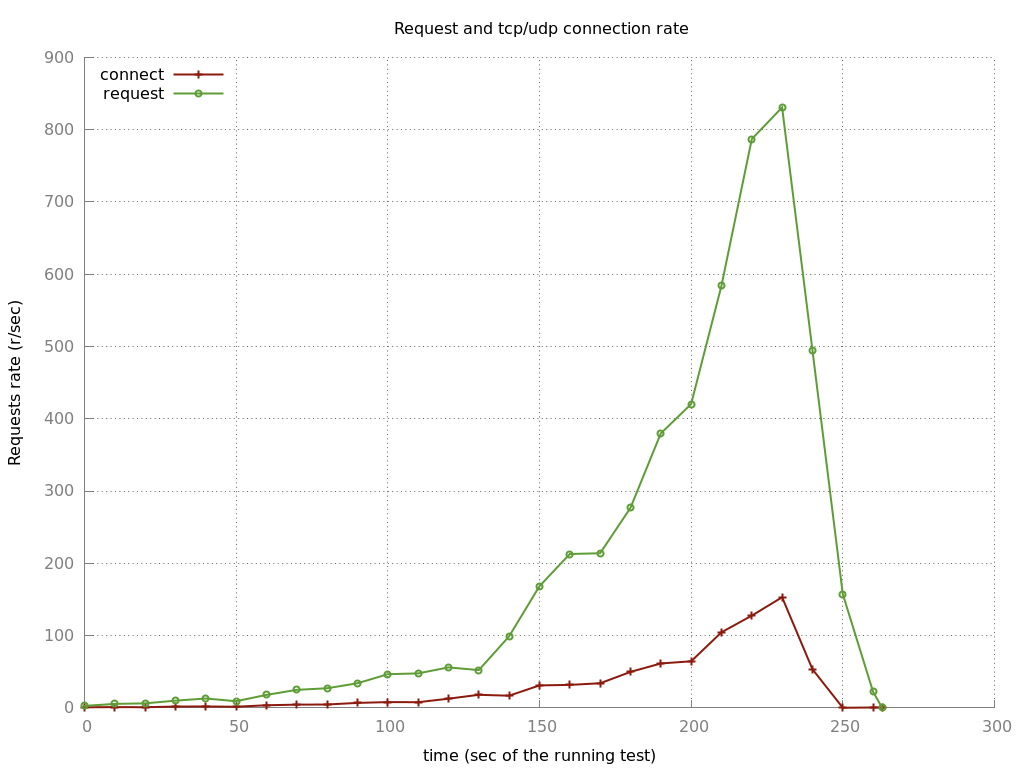 Request and tcp/udp connection rate
900
connect
request
800
700
600
500
400
300
200
100
0
Requests rate (r/sec)
0 50 100 150 200 250 300
time (sec of the running test)